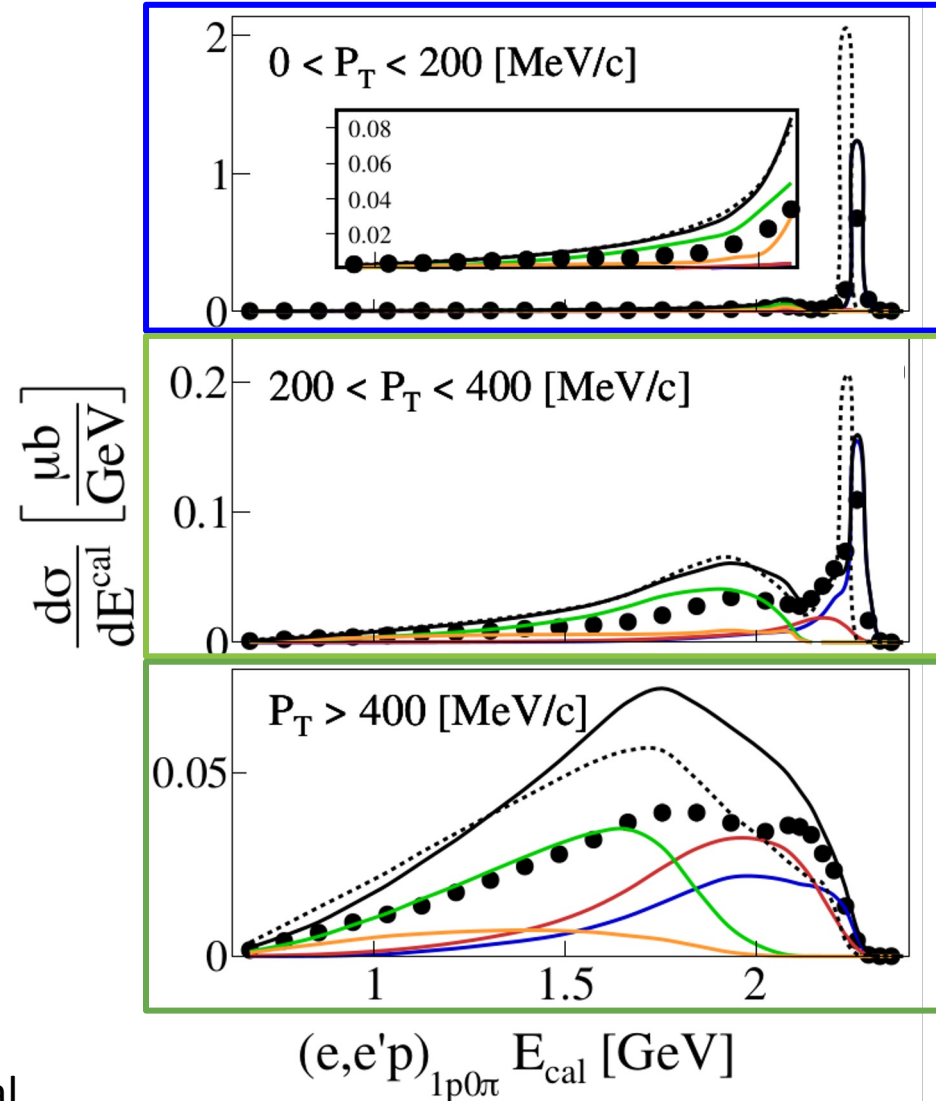 2
0 < P_T < 200 [MeV/c]
0.08
0.06
1
0.04
0.02
0
0.2
200 < P_T < 400 [MeV/c]
0.1
0
dσ/dE^cal [μb/GeV]
P_T > 400 [MeV/c]
0.05
0
1 1.5 2
(e,e'p)_1p0π E_cal [GeV]